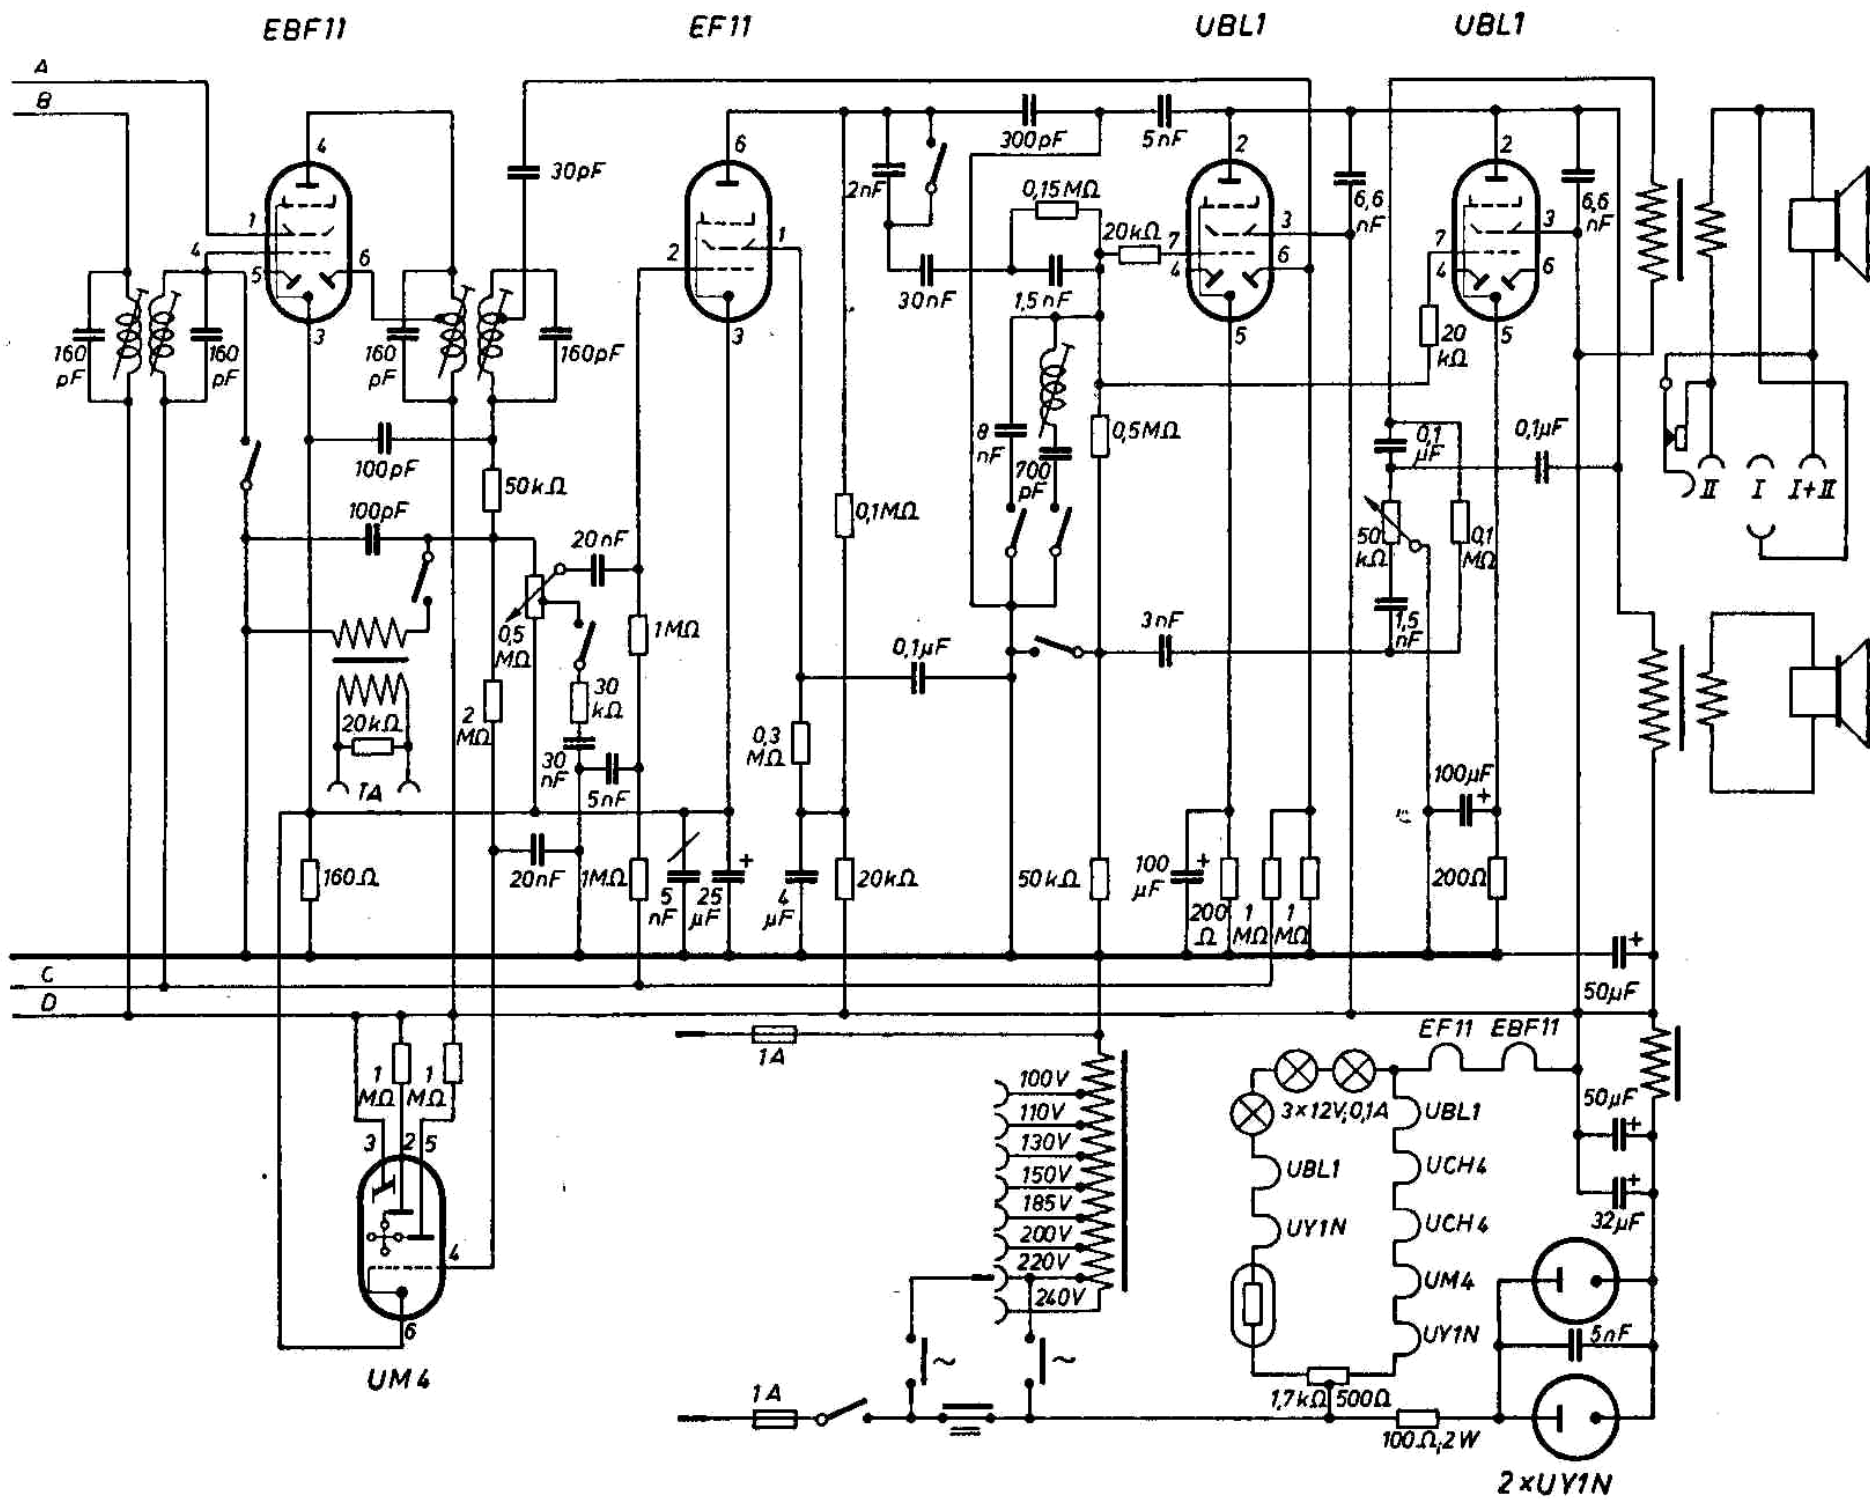 EBF11 EF11 UBL1 UBL1
A
B
4 6 2 2
30pF 300pF 5nF
2nF 0,15MΩ 6,6 nF 6,6 nF
1 4 5 6 2 1 20kΩ 7 4 3 6 7 4 3 6
30nF 1,5nF
3 3 5 5
160 pF 160 pF 160 pF 160pF 20 kΩ
100pF 8 nF 700 pF 0,5MΩ 0,1 µF 0,1µF
50kΩ II I I+II
100pF 20nF 0,1MΩ 50 kΩ 0,1 MΩ
0,5 MΩ 1MΩ 0,1µF 3nF 1,5 nF
20kΩ 2 MΩ 30 kΩ 0,3 MΩ
TA 30 nF 5nF 100µF +
160Ω 20nF 1MΩ 5 nF 25 µF + 4 µF 20kΩ 50kΩ 100 µF + 200 Ω 1 MΩ 1 MΩ 200Ω
+
C 50µF
D
1A EF11 EBF11
1 MΩ 1 MΩ 100V 3×12V,0,1A UBL1 50µF +
3 2 5 110V
130V UBL1 UCH4
150V +
185V 32µF
200V UY1N UCH4
4 220V UM4
240V
6 ~ ~ UY1N 5nF
UM4
1A 1,7kΩ 500Ω
100Ω,2W
2×UY1N